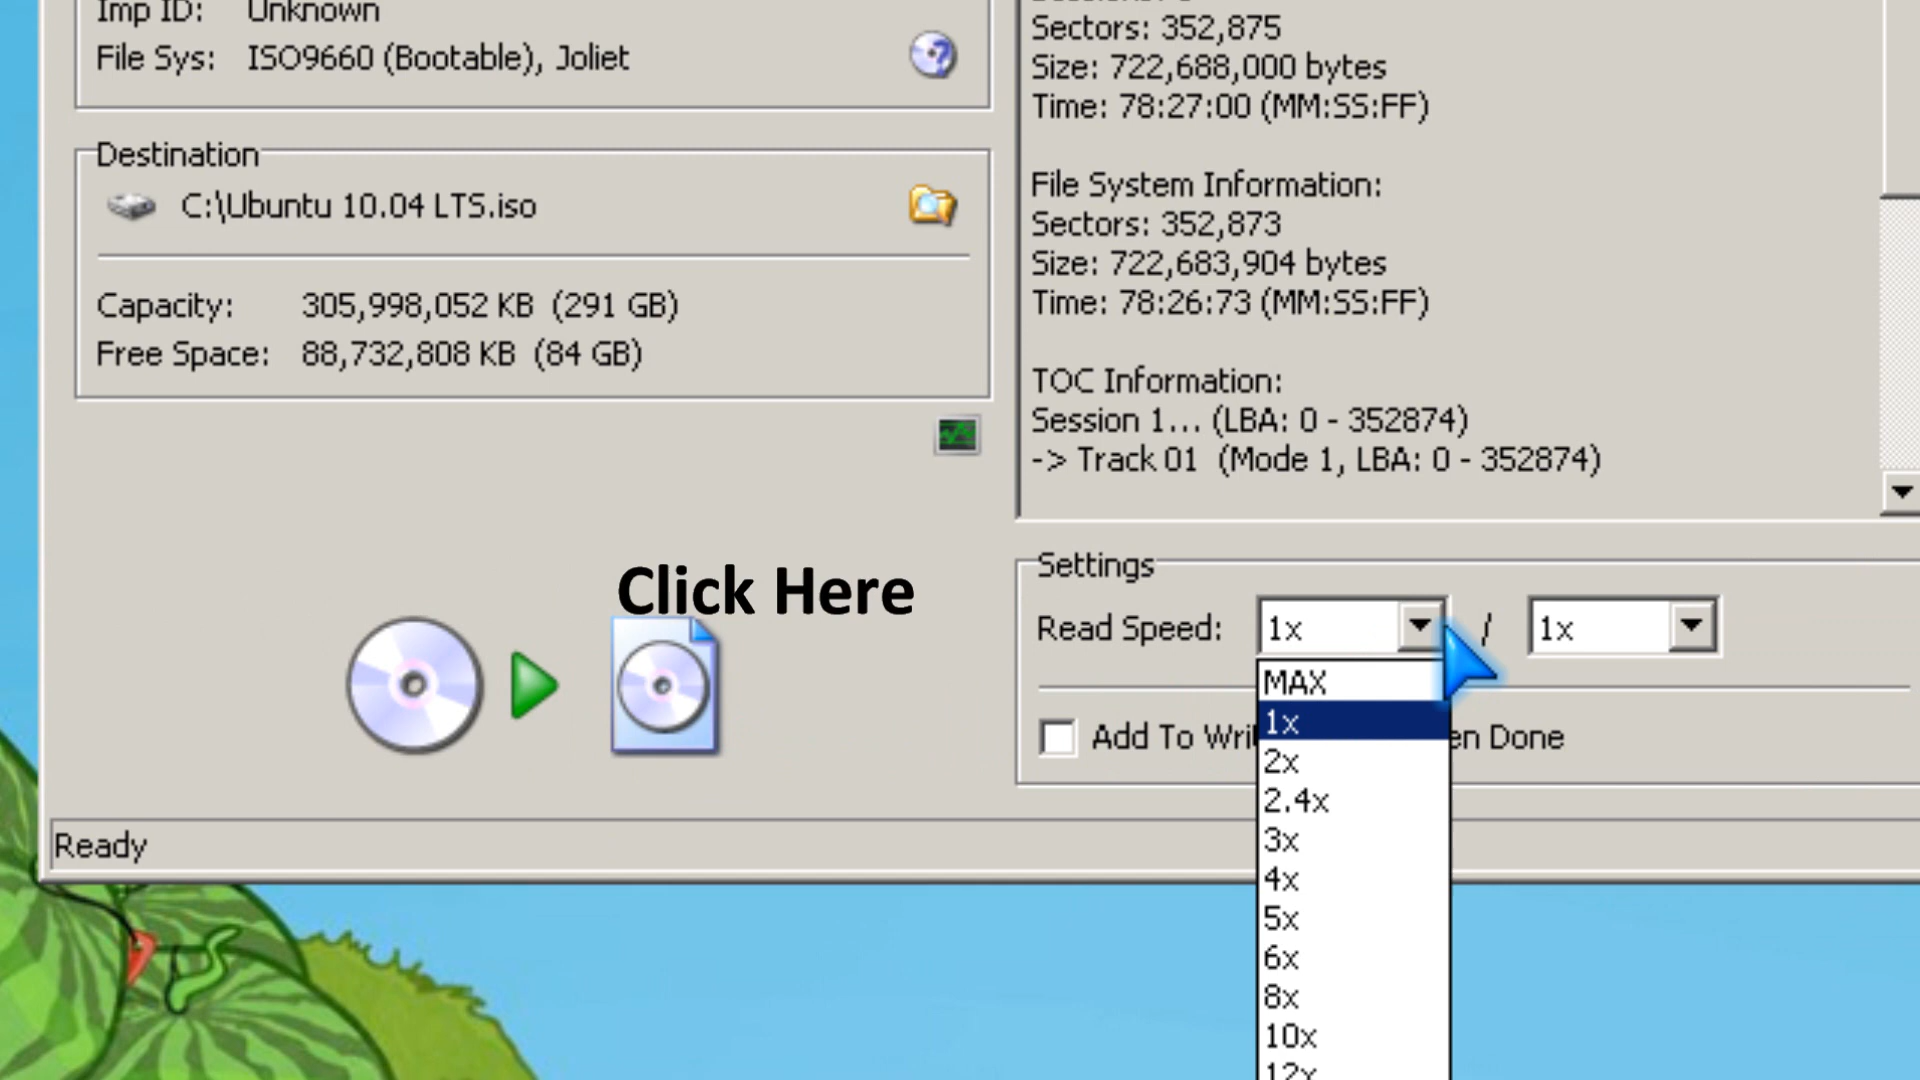 Imp ID: Unknown
File Sys: ISO9660 (Bootable), Joliet
Destination
C:\Ubuntu 10.04 LTS.iso
Capacity: 305,998,052 KB (291 GB)
Free Space: 88,732,808 KB (84 GB)
Click Here
Ready
Sectors: 352,875
Size: 722,688,000 bytes
Time: 78:27:00 (MM:SS:FF)
File System Information:
Sectors: 352,873
Size: 722,683,904 bytes
Time: 78:26:73 (MM:SS:FF)
TOC Information:
Session 1... (LBA: 0 - 352874)
-> Track 01 (Mode 1, LBA: 0 - 352874)
Settings
Read Speed: 1x / 1x
Add To Wri en Done
MAX
1x
2x
2.4x
3x
4x
5x
6x
8x
10x
12x